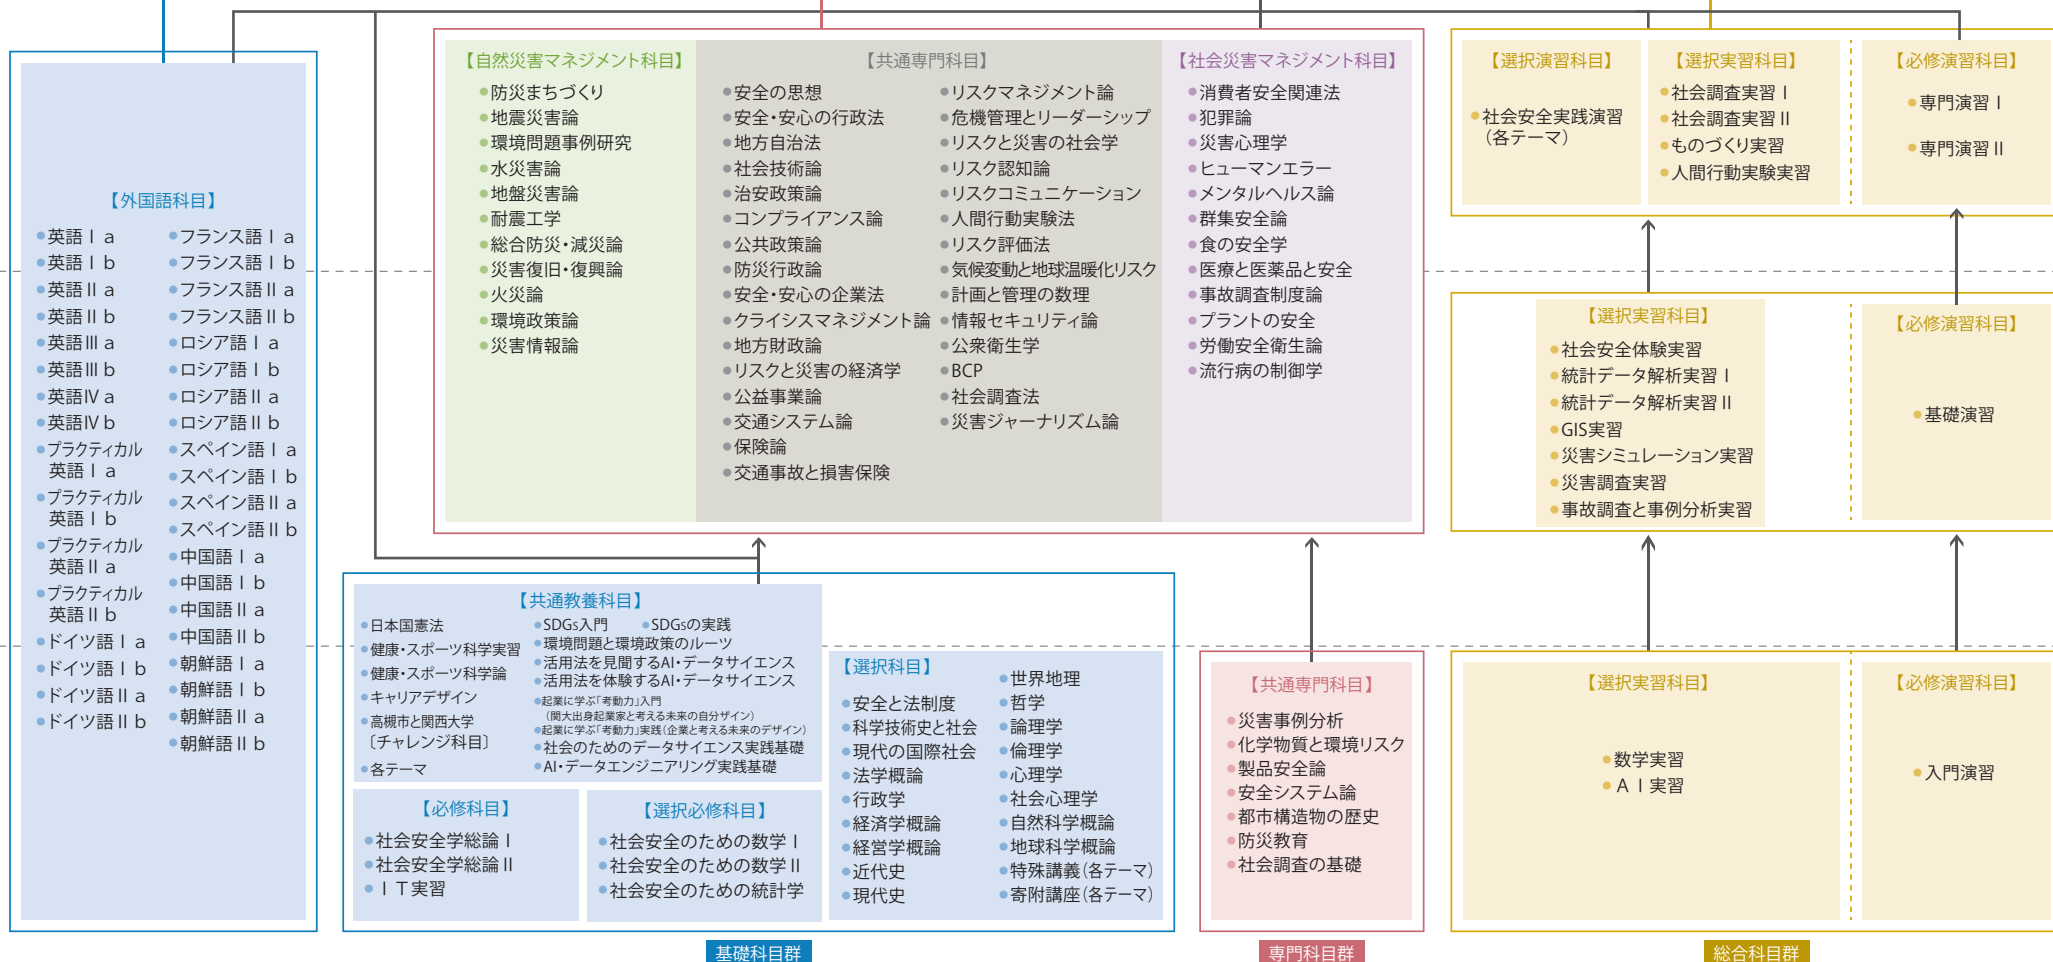 【外国語科目】
英語Ⅰa
英語Ⅰb
英語Ⅱa
英語Ⅱb
英語Ⅲa
英語Ⅲb
英語Ⅳa
英語Ⅳb
プラクティカル
英語Ⅰa
プラクティカル
英語Ⅰb
プラクティカル
英語Ⅱa
プラクティカル
英語Ⅱb
ドイツ語Ⅰa
ドイツ語Ⅰb
ドイツ語Ⅱa
ドイツ語Ⅱb
フランス語Ⅰa
フランス語Ⅰb
フランス語Ⅱa
フランス語Ⅱb
ロシア語Ⅰa
ロシア語Ⅰb
ロシア語Ⅱa
ロシア語Ⅱb
スペイン語Ⅰa
スペイン語Ⅰb
スペイン語Ⅱa
スペイン語Ⅱb
中国語Ⅰa
中国語Ⅰb
中国語Ⅱa
中国語Ⅱb
朝鮮語Ⅰa
朝鮮語Ⅰb
朝鮮語Ⅱa
朝鮮語Ⅱb
【自然災害マネジメント科目】
防災まちづくり
地震災害論
環境問題事例研究
水災害論
地盤災害論
耐震工学
総合防災・減災論
災害復旧・復興論
火災論
環境政策論
災害情報論
【共通専門科目】
安全の思想
安全・安心の行政法
地方自治法
社会技術論
治安政策論
コンプライアンス論
公共政策論
防災行政論
安全・安心の企業法
クライシスマネジメント論
地方財政論
リスクと災害の経済学
公益事業論
交通システム論
保険論
交通事故と損害保険
リスクマネジメント論
危機管理とリーダーシップ
リスクと災害の社会学
リスク認知論
リスクコミュニケーション
人間行動実験法
リスク評価法
気候変動と地球温暖化リスク
計画と管理の数理
情報セキュリティ論
公衆衛生学
BCP
社会調査法
災害ジャーナリズム論
【社会災害マネジメント科目】
消費者安全関連法
犯罪論
災害心理学
ヒューマンエラー
メンタルヘルス論
群集安全論
食の安全学
医療と医薬品と安全
事故調査制度論
プラントの安全
労働安全衛生論
流行病の制御学
【選択演習科目】
社会安全実践演習
（各テーマ）
【選択実習科目】
社会調査実習Ⅰ
社会調査実習Ⅱ
ものづくり実習
人間行動実験実習
【必修演習科目】
専門演習Ⅰ
専門演習Ⅱ
【選択実習科目】
社会安全体験実習
統計データ解析実習Ⅰ
統計データ解析実習Ⅱ
GIS実習
災害シミュレーション実習
災害調査実習
事故調査と事例分析実習
【必修演習科目】
基礎演習
【共通教養科目】
日本国憲法
健康・スポーツ科学実習
健康・スポーツ科学論
キャリアデザイン
高槻市と関西大学
〔チャレンジ科目〕
各テーマ
SDGs入門 SDGsの実践
環境問題と環境政策のルーツ
活用法を見聞するAI・データサイエンス
活用法を体験するAI・データサイエンス
起業に学ぶ「考動力」入門
（関大出身起業家と考える未来の自分ザイン）
起業に学ぶ「考動力」実践（企業と考える未来のデザイン）
社会のためのデータサイエンス実践基礎
AI・データエンジニアリング実践基礎
【必修科目】
社会安全学総論Ⅰ
社会安全学総論Ⅱ
ＩＴ実習
【選択必修科目】
社会安全のための数学Ⅰ
社会安全のための数学Ⅱ
社会安全のための統計学
【選択科目】
安全と法制度
科学技術史と社会
現代の国際社会
法学概論
行政学
経済学概論
経営学概論
近代史
現代史
世界地理
哲学
論理学
倫理学
心理学
社会心理学
自然科学概論
地球科学概論
特殊講義（各テーマ）
寄附講座（各テーマ）
【共通専門科目】
災害事例分析
化学物質と環境リスク
製品安全論
安全システム論
都市構造物の歴史
防災教育
社会調査の基礎
【選択実習科目】
数学実習
ＡＩ実習
【必修演習科目】
入門演習
基礎科目群
専門科目群
総合科目群